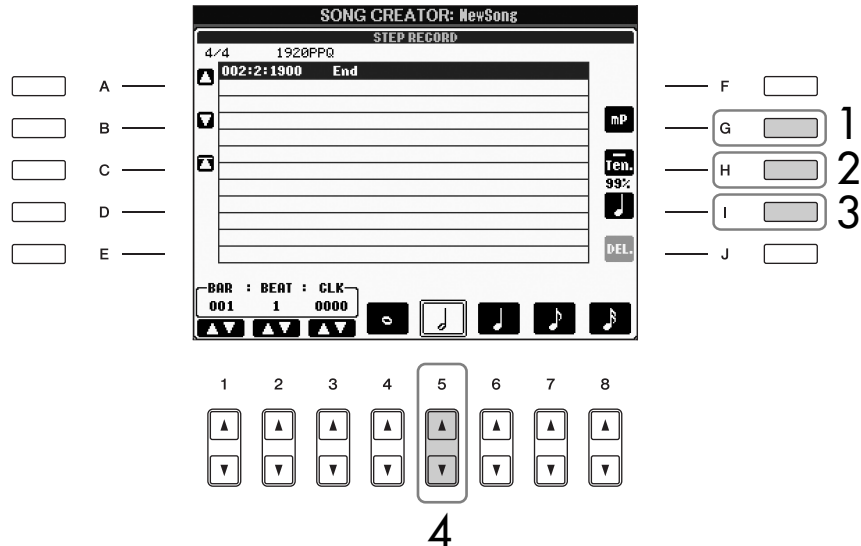 SONG CREATOR: NewSong
STEP RECORD
4/4 1920PPQ
002:2:1900 End
A
B
C
D
E
mP
Ten.
99%
DEL.
F
G 1
H 2
I 3
J
BAR : BEAT : CLK
001 1 0000
1 2 3 4 5 6 7 8
4